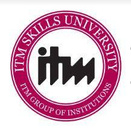 ITM SKILLS UNIVERSITY
itm
ITM GROUP OF INSTITUTIONS